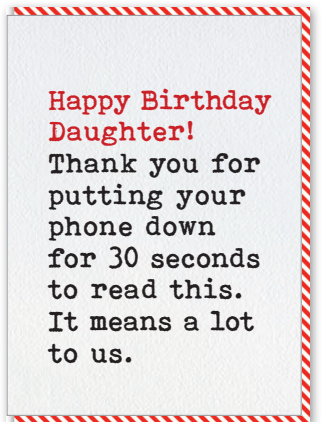 Happy Birthday
Daughter!
Thank you for
putting your
phone down
for 30 seconds
to read this.
It means a lot
to us.